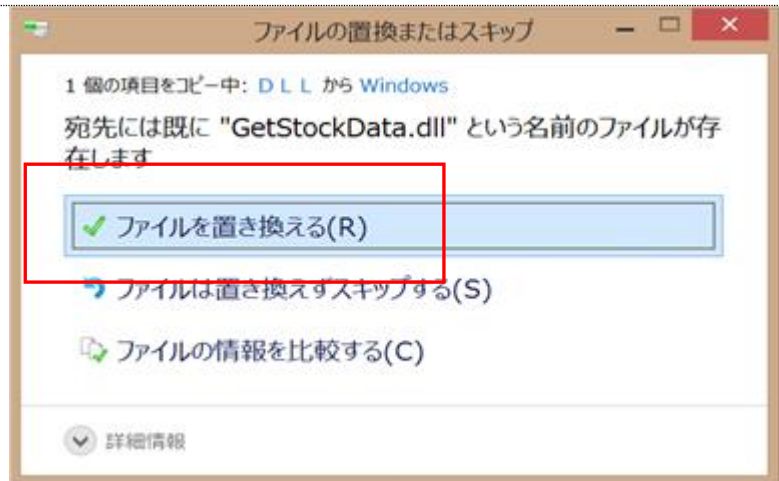 ファイルの置換またはスキップ
1 個の項目をコピー中: ＤＬＬ から Windows
宛先には既に "GetStockData.dll" という名前のファイルが存
在します
ファイルを置き換える(R)
ファイルは置き換えずスキップする(S)
ファイルの情報を比較する(C)
詳細情報